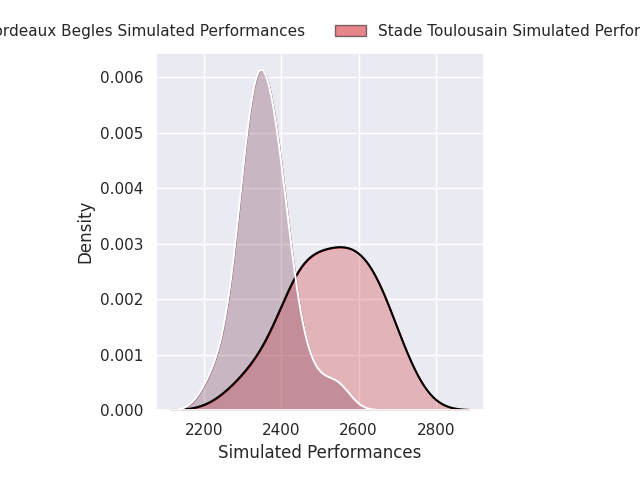 rdeaux Begles Simulated Performances
Stade Toulousain Simulated Perfor
0.006
0.005
0.004
0.003
0.002
0.001
0.000
Density
2200 2400 2600 2800
Simulated Performances